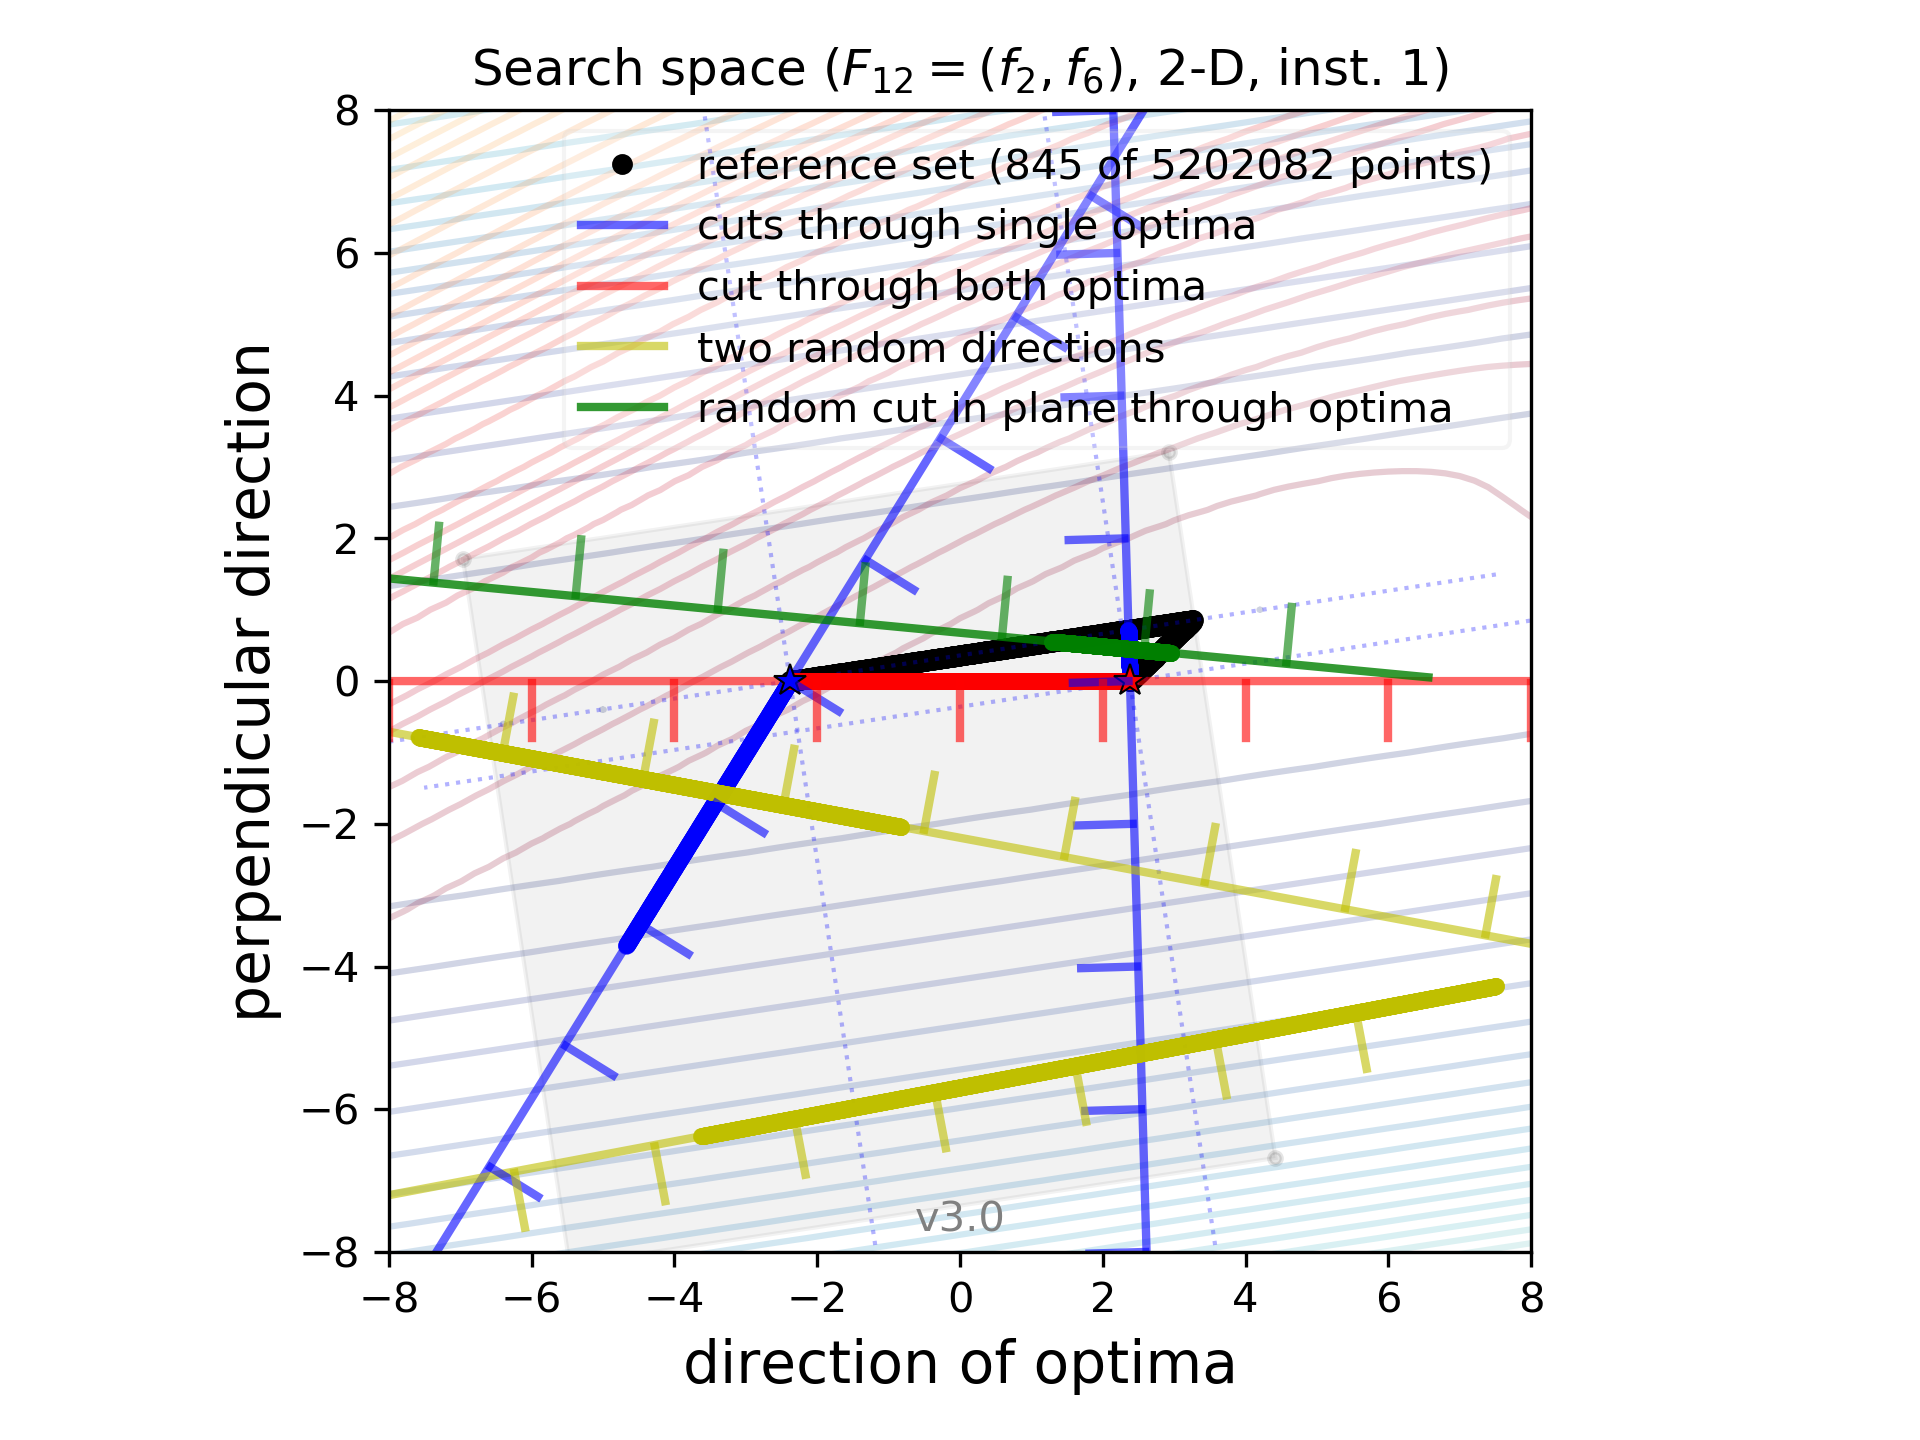 Search space (F₁₂ = (f₂, f₆), 2-D, inst. 1)
8
6
4
2
0
−2
−4
−6
−8
perpendicular direction
reference set (845 of 5202082 points)
cuts through single optima
cut through both optima
two random directions
random cut in plane through optima
v3.0
−8 −6 −4 −2 0 2 4 6 8
direction of optima